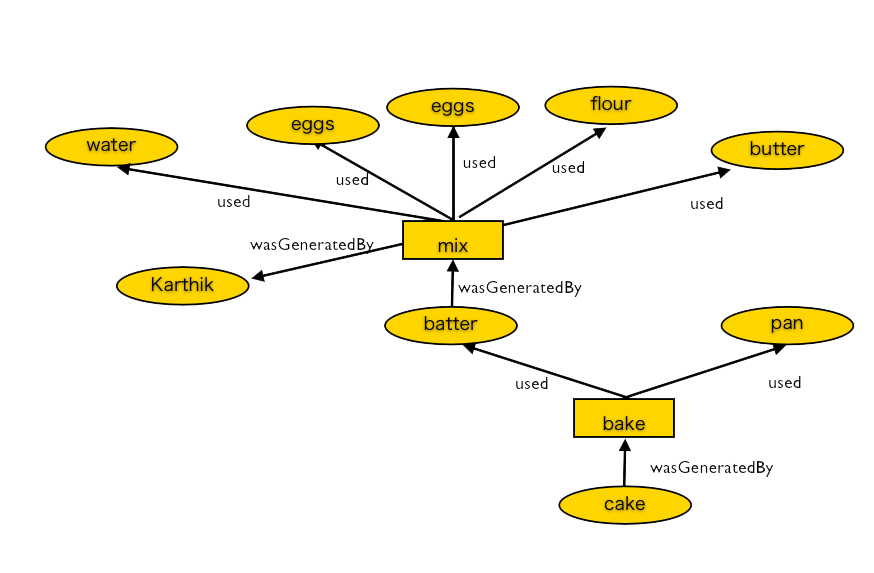 eggs
flour
eggs
water
butter
used
used
used
used
used
wasGeneratedBy
mix
Karthik
wasGeneratedBy
batter
pan
used
used
bake
wasGeneratedBy
cake